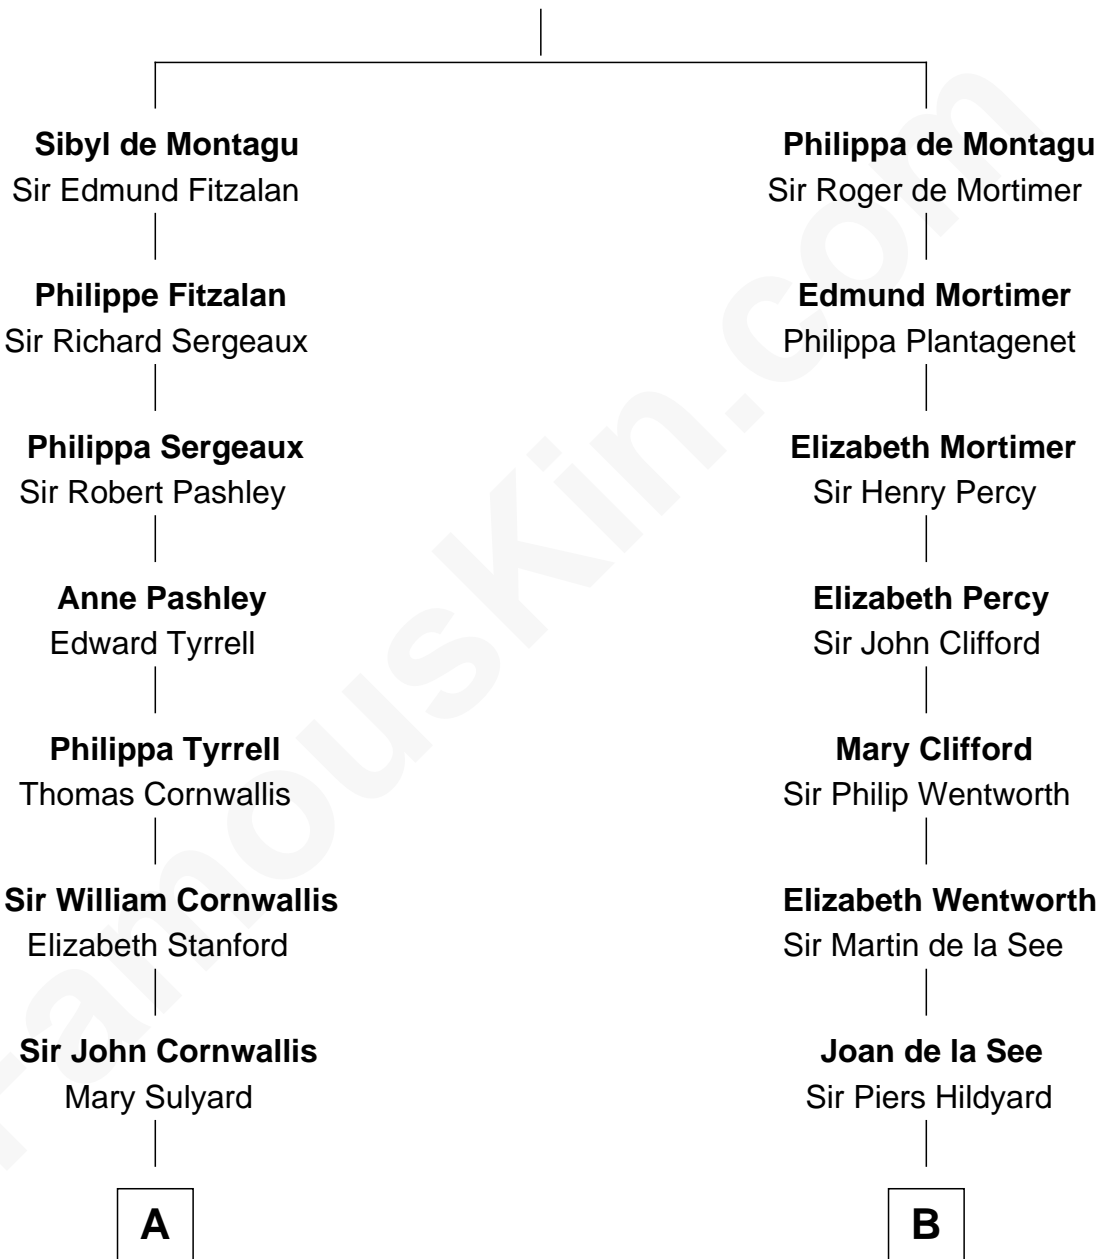 Sibyl de Montagu
Sir Edmund Fitzalan
Philippe Fitzalan
Sir Richard Sergeaux
Philippa Sergeaux
Sir Robert Pashley
Anne Pashley
Edward Tyrrell
Philippa Tyrrell
Thomas Cornwallis
Sir William Cornwallis
Elizabeth Stanford
Sir John Cornwallis
Mary Sulyard
A
Philippa de Montagu
Sir Roger de Mortimer
Edmund Mortimer
Philippa Plantagenet
Elizabeth Mortimer
Sir Henry Percy
Elizabeth Percy
Sir John Clifford
Mary Clifford
Sir Philip Wentworth
Elizabeth Wentworth
Sir Martin de la See
Joan de la See
Sir Piers Hildyard
B
FamousKin.com